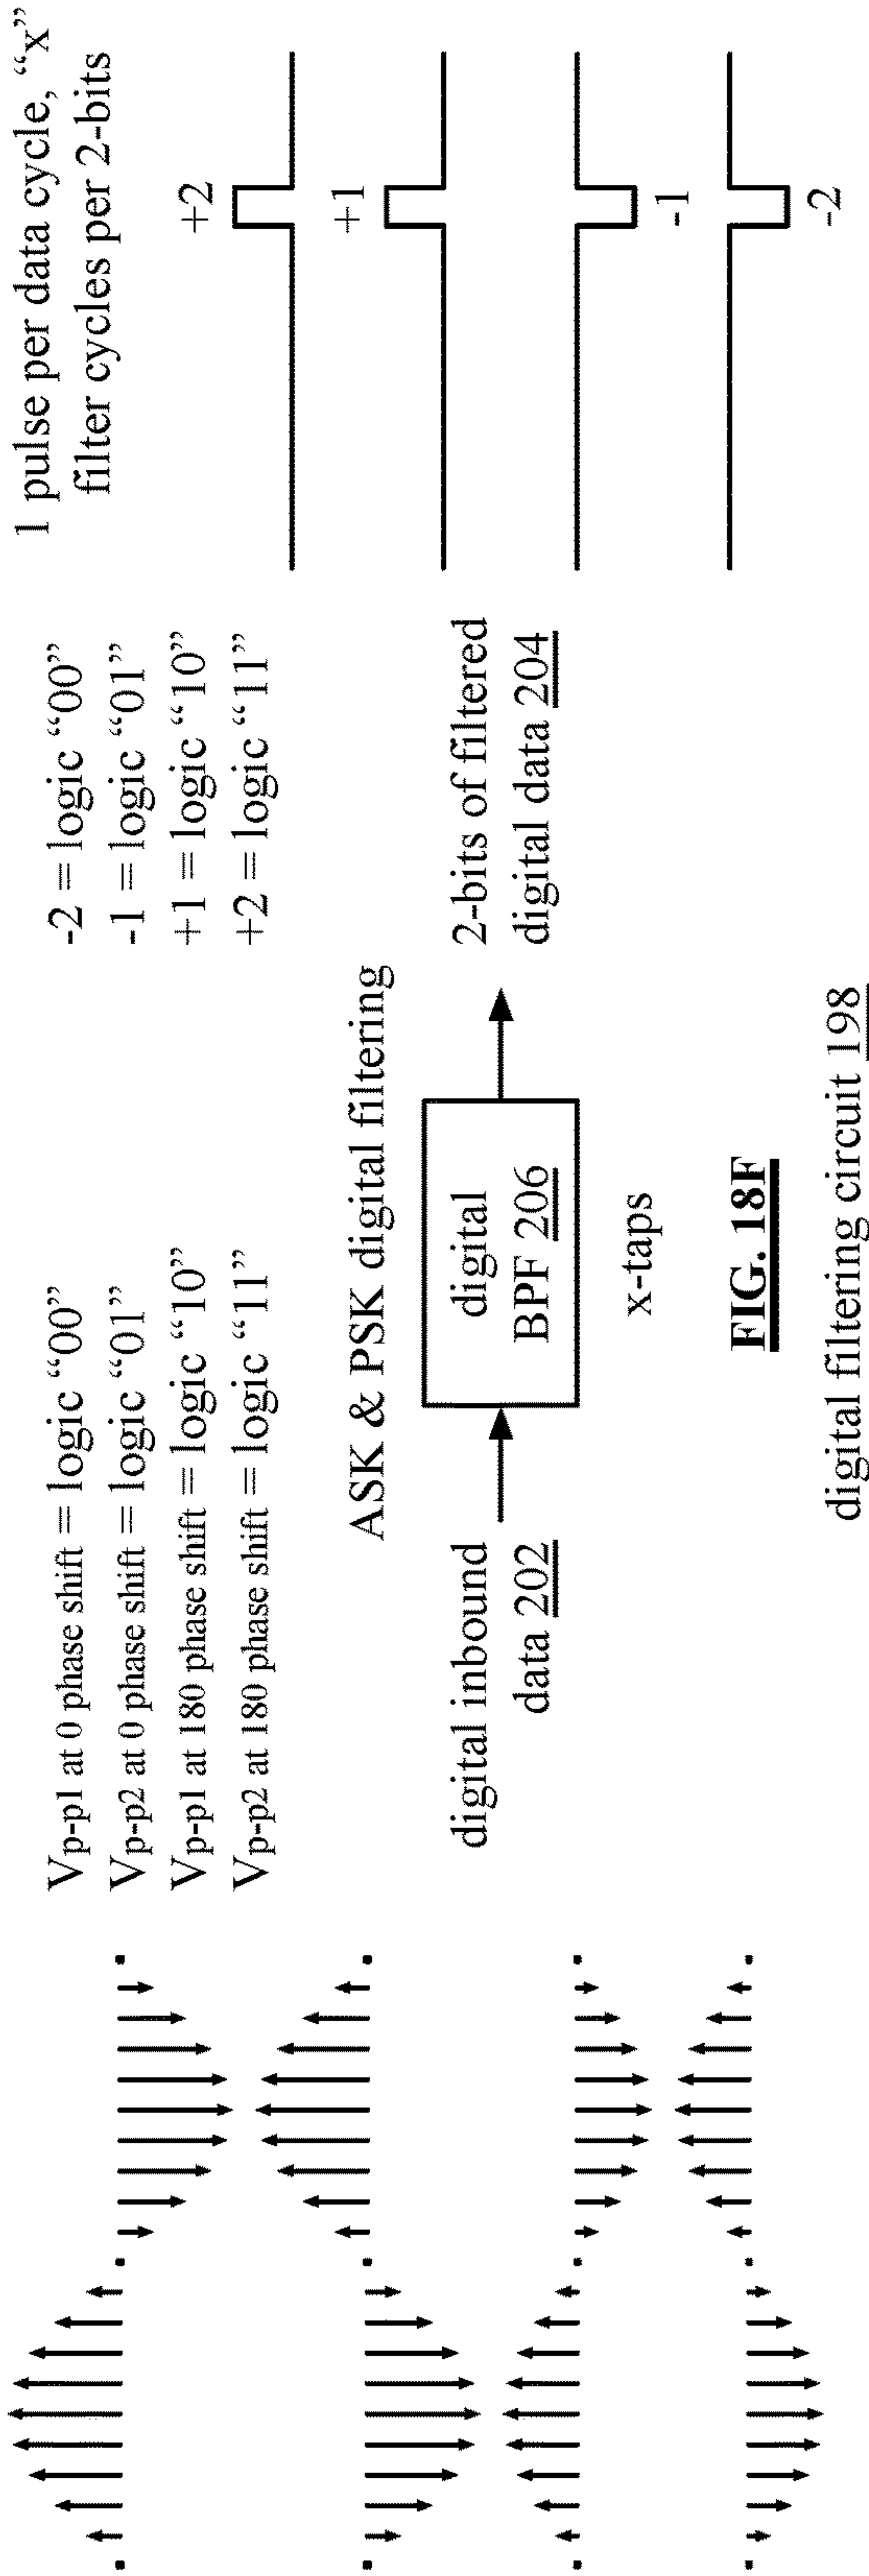 Vp-p1 at 0 phase shift = logic “00”
Vp-p2 at 0 phase shift = logic “01”
Vp-p1 at 180 phase shift = logic “10”
Vp-p2 at 180 phase shift = logic “11”
-2 = logic “00”
-1 = logic “01”
+1 = logic “10”
+2 = logic “11”
1 pulse per data cycle, “x”
filter cycles per 2-bits
+2
+1
-1
-2
ASK & PSK digital filtering
digital inbound
data 202
digital
BPF 206
x-taps
2-bits of filtered
digital data 204
FIG. 18F
digital filtering circuit 198